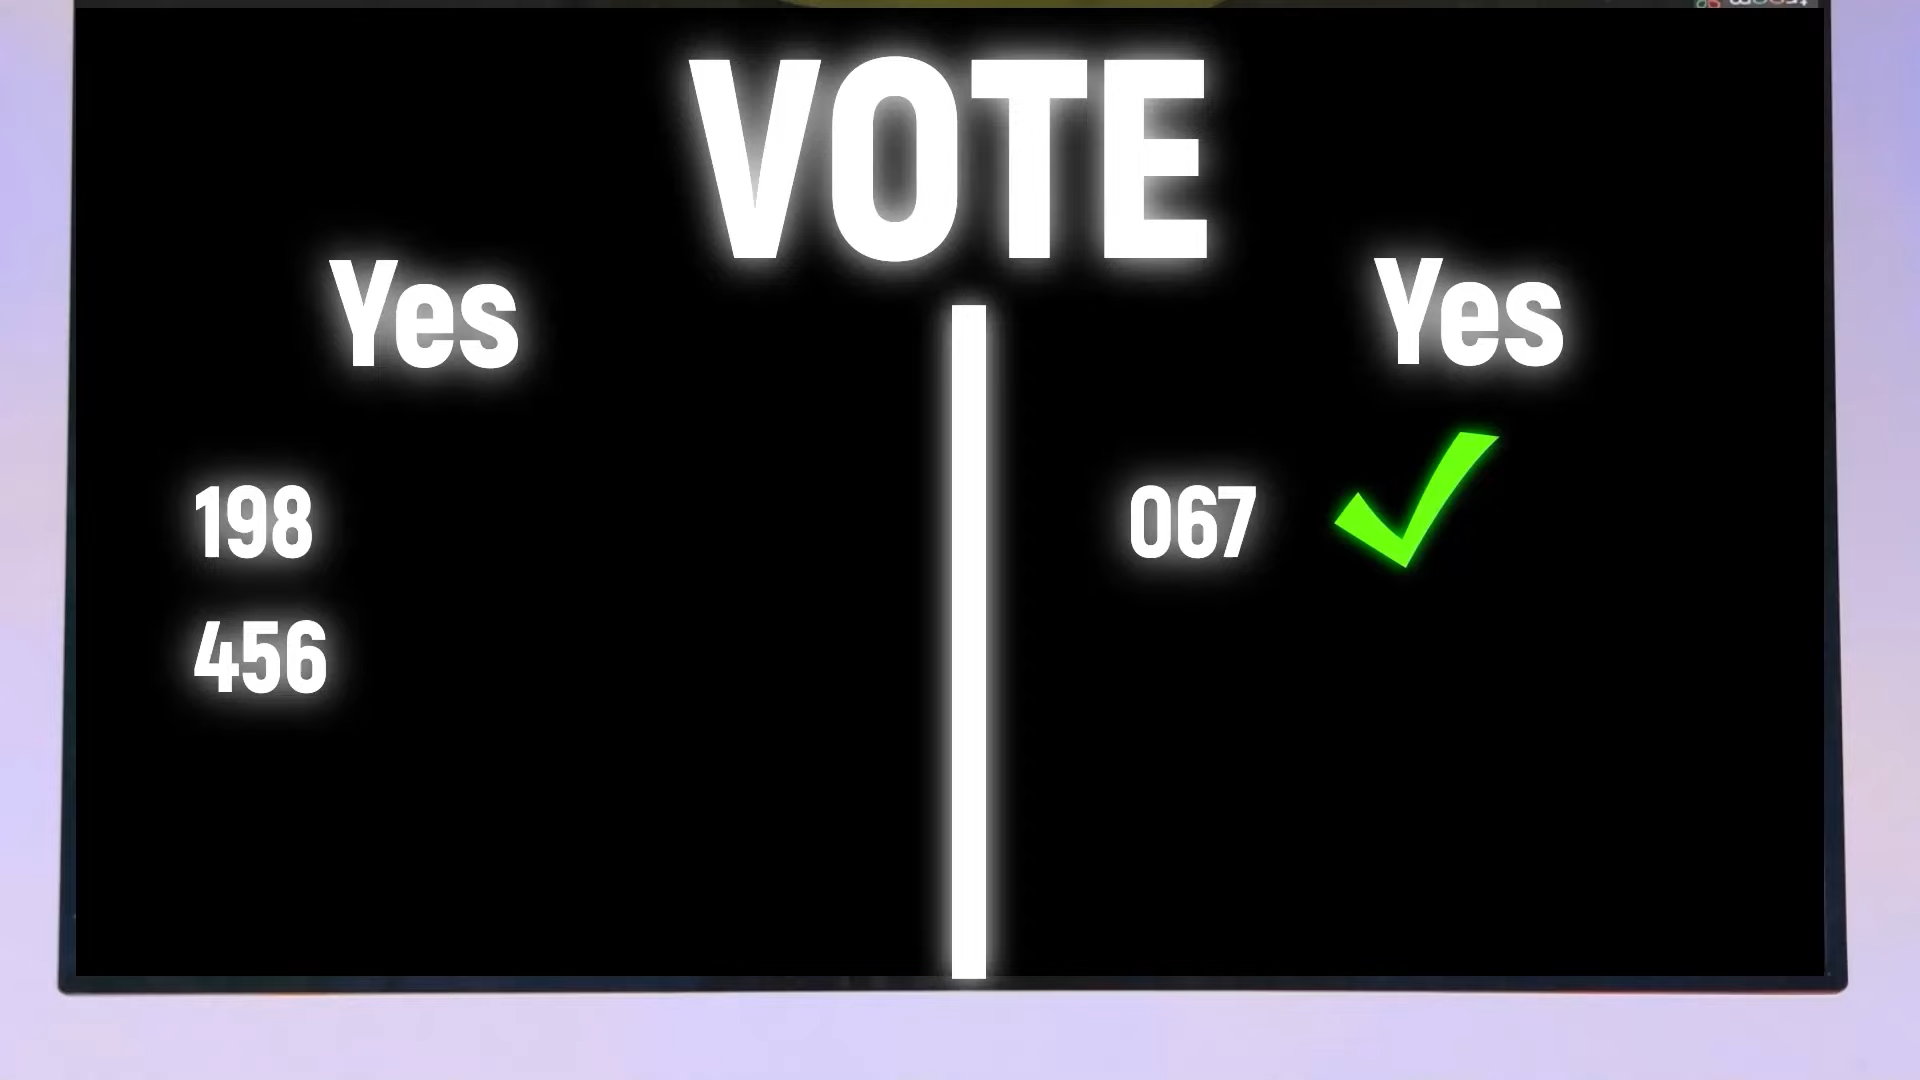 VOTE
Yes
Yes
198
067
456